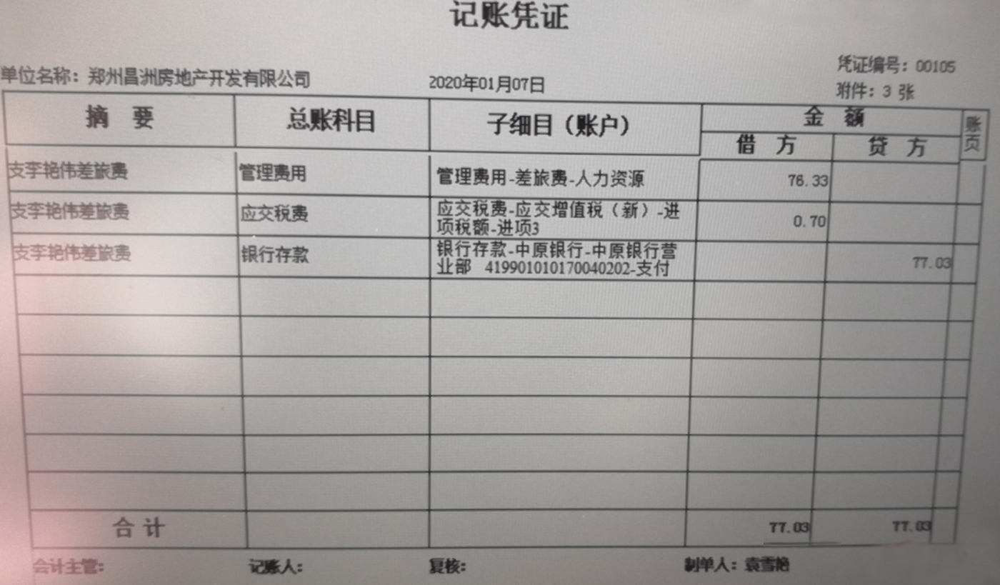 记账凭证
凭证编号：00105
单位名称：郑州昌洲房地产开发有限公司 2020年01月07日
附件：3 张
摘 要 总账科目 子细目（账户） 金 额 账页
借 方 贷 方
支李艳伟差旅费 管理费用 管理费用-差旅费-人力资源 76.33
支李艳伟差旅费 应交税费 应交税费-应交增值税（新）-进
项税额-进项3 0.70
支李艳伟差旅费 银行存款 银行存款-中原银行-中原银行营
业部 419901010170040202-支付 77.03
合 计 77.03 77.03
会计主管： 记账人： 复核： 制单人：袁雪艳